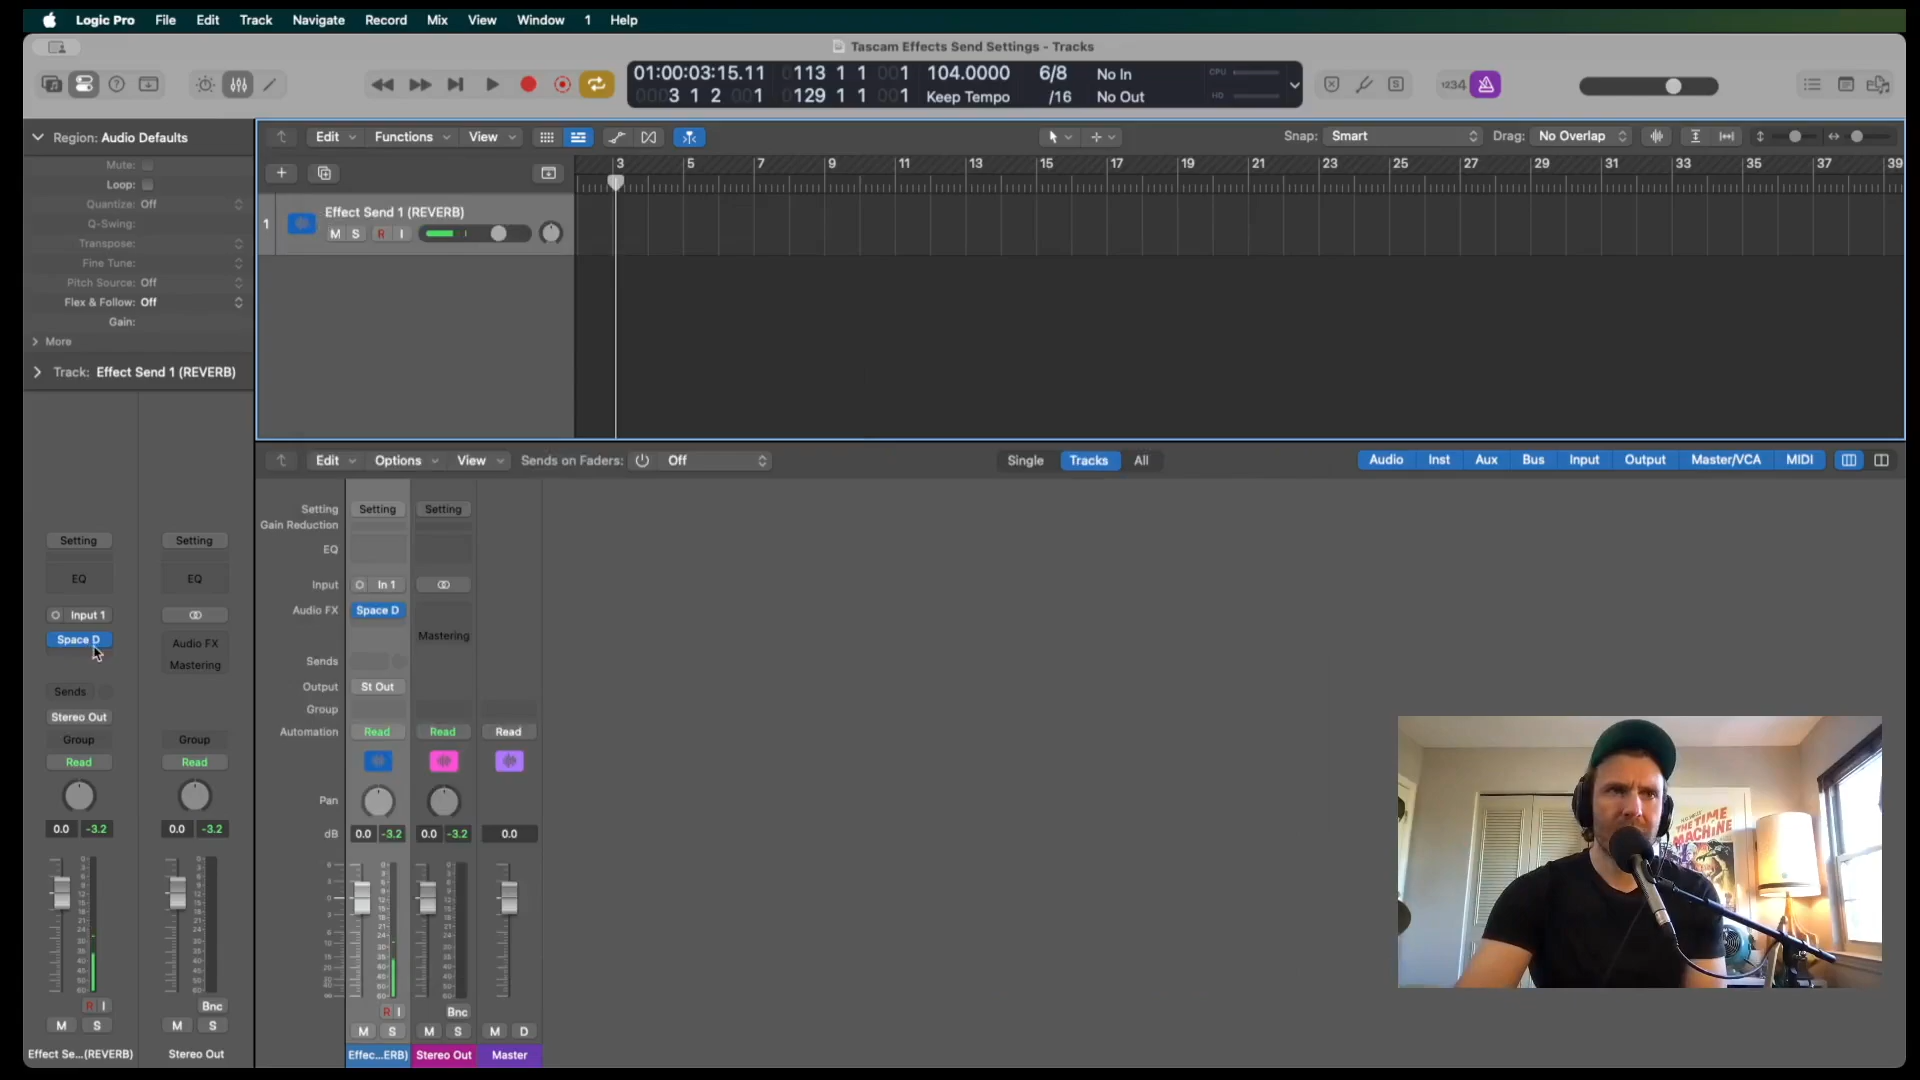 Logic Pro File Edit Track Navigate Record Mix View Window 1 Help
Tascam Effects Send Settings - Tracks
01:00:03:15.11 0113 1 1 001 104.0000 6/8 No In CPU
0003 1 2 001 0129 1 1 001 Keep Tempo /16 No Out HD
1234
Region: Audio Defaults
Mute:
Loop:
Quantize: Off
Q-Swing:
Transpose:
Fine Tune:
Pitch Source: Off
Flex & Follow: Off
Gain:
More
Track: Effect Send 1 (REVERB)
Edit Functions View Snap: Smart Drag: No Overlap
3 5 7 9 11 13 15 17 19 21 23 25 27 29 31 33 35 37 39
1 Effect Send 1 (REVERB)
M S R I
Edit Options View Sends on Faders: Off Single Tracks All Audio Inst Aux Bus Input Output Master/VCA MIDI
Setting Setting
EQ EQ
Input 1
Space D Audio FX
Mastering
Sends
Stereo Out
Group Group
Read Read
0.0 -3.2 0.0 -3.2
R I Bnc
M S M S
Effect Se...(REVERB) Stereo Out
Setting Setting Setting
Gain Reduction
EQ
Input In 1
Audio FX Space D
Mastering
Sends
Output St Out
Group
Automation Read Read Read
Pan
dB 0.0 -3.2 0.0 -3.2 0.0
R I Bnc
M S M S M D
Effec...ERB) Stereo Out Master
THE TIME
MACHINE